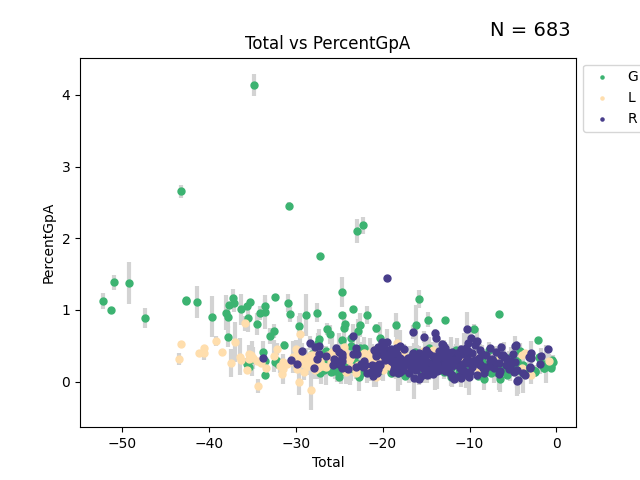 N = 683
Total vs PercentGpA
G
L
R
PercentGpA
4
3
2
1
0
−50
−40
−30
−20
−10
0
Total